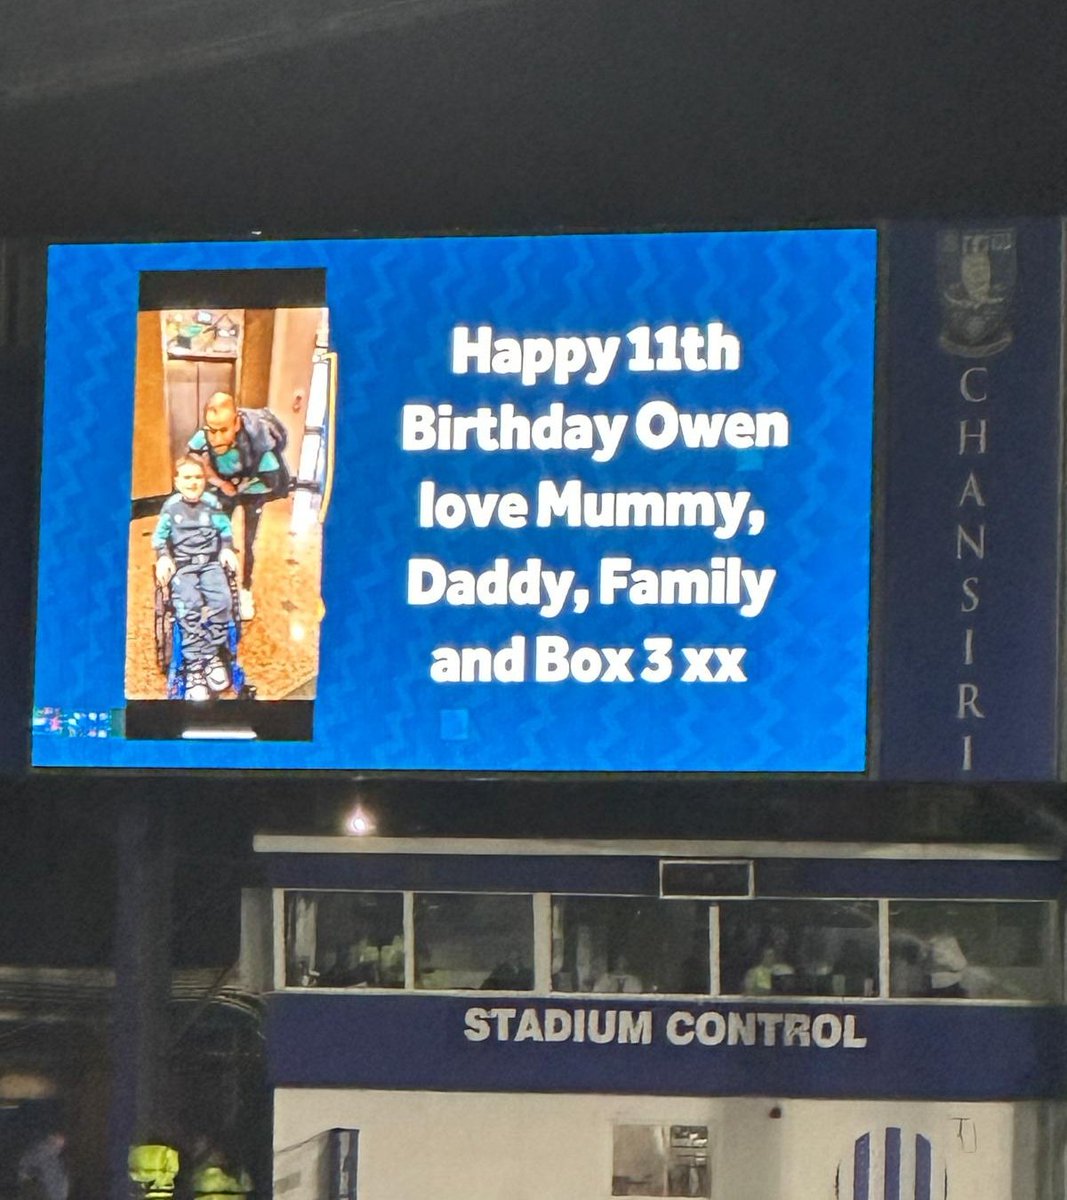 Happy 11th
Birthday Owen
love Mummy,
Daddy, Family
and Box 3 xx
CHANSIRI
STADIUM CONTROL